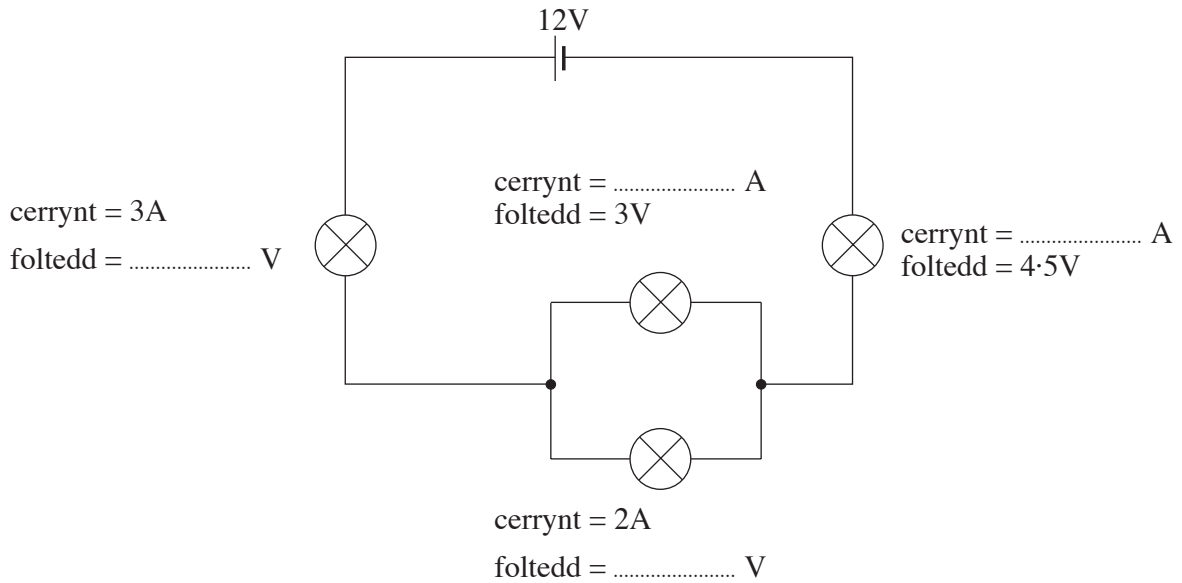 12V
cerrynt = 3A
foltedd = ........................ V
cerrynt = ........................ A
foltedd = 3V
cerrynt = ........................ A
foltedd = 4·5V
cerrynt = 2A
foltedd = ........................ V